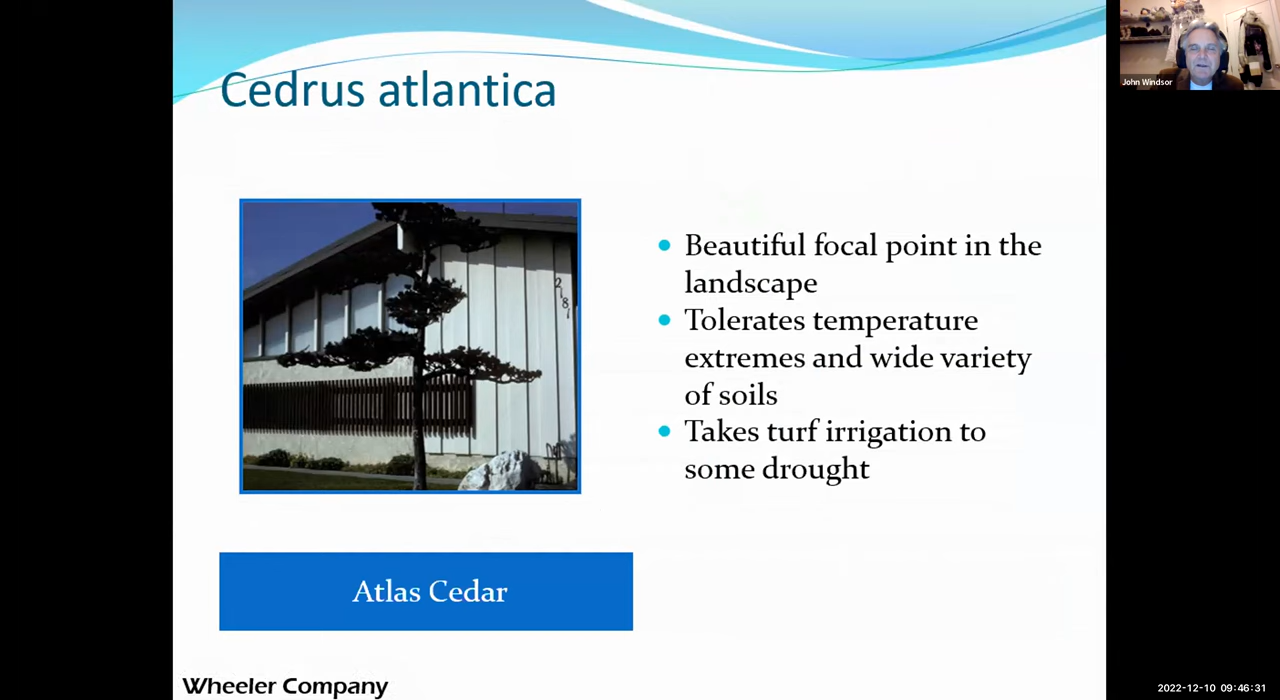 Cedrus atlantica
John Windsor
2181
Beautiful focal point in the
landscape
Tolerates temperature
extremes and wide variety
of soils
Takes turf irrigation to
some drought
Atlas Cedar
Wheeler Company
2022-12-10 09:46:31